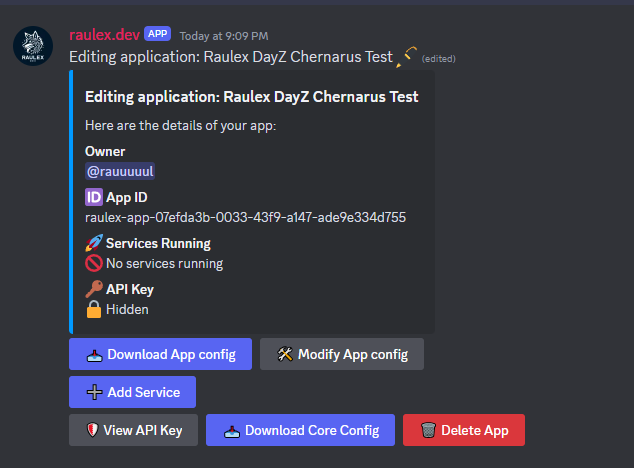 raulex.dev APP Today at 9:09 PM
RAULEX
Editing application: Raulex DayZ Chernarus Test (edited)
Editing application: Raulex DayZ Chernarus Test
Here are the details of your app:
Owner
@rauuuuul
ID App ID
raulex-app-07efda3b-0033-43f9-a147-ade9e334d755
Services Running
No services running
API Key
Hidden
Download App config Modify App config
Add Service
View API Key Download Core Config Delete App